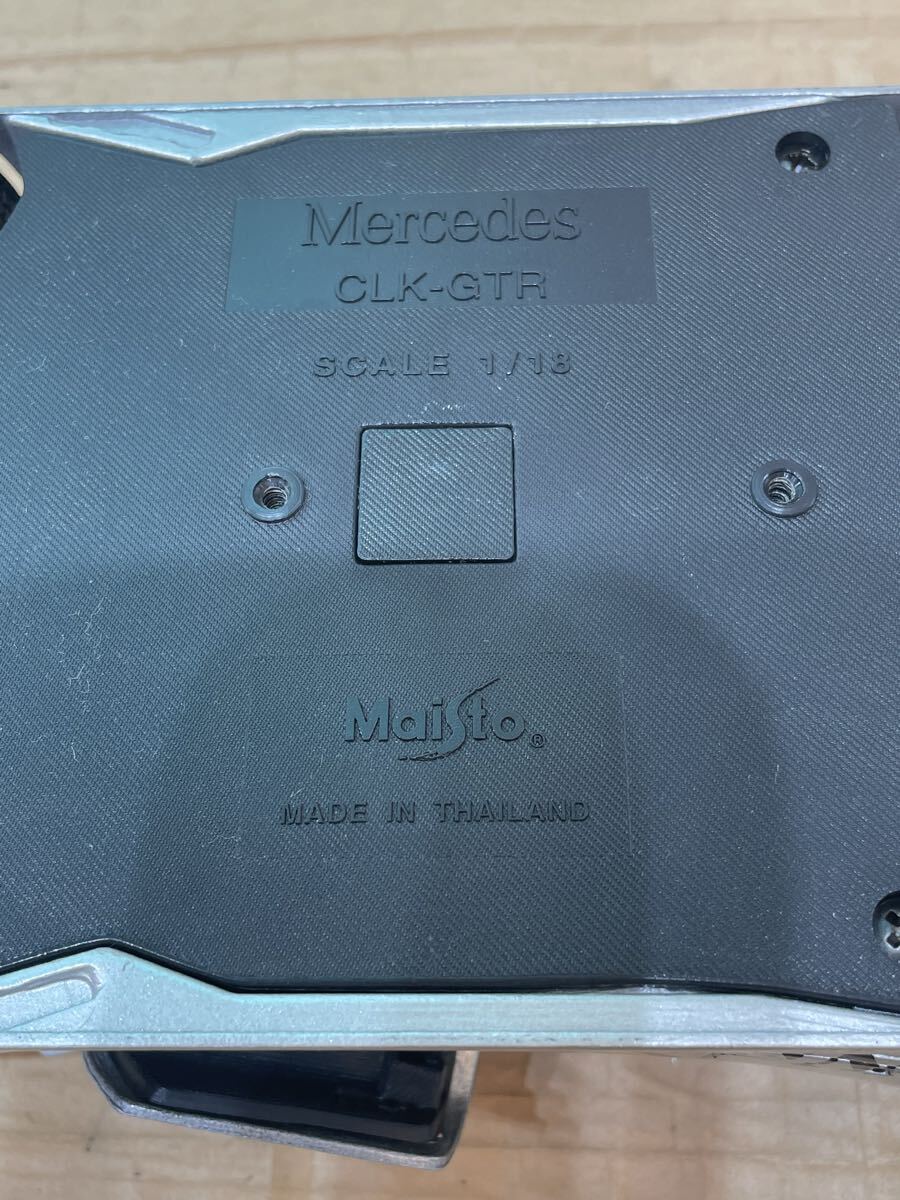 Mercedes
CLK-GTR
SCALE 1/18
Maisto®
MADE IN THAILAND